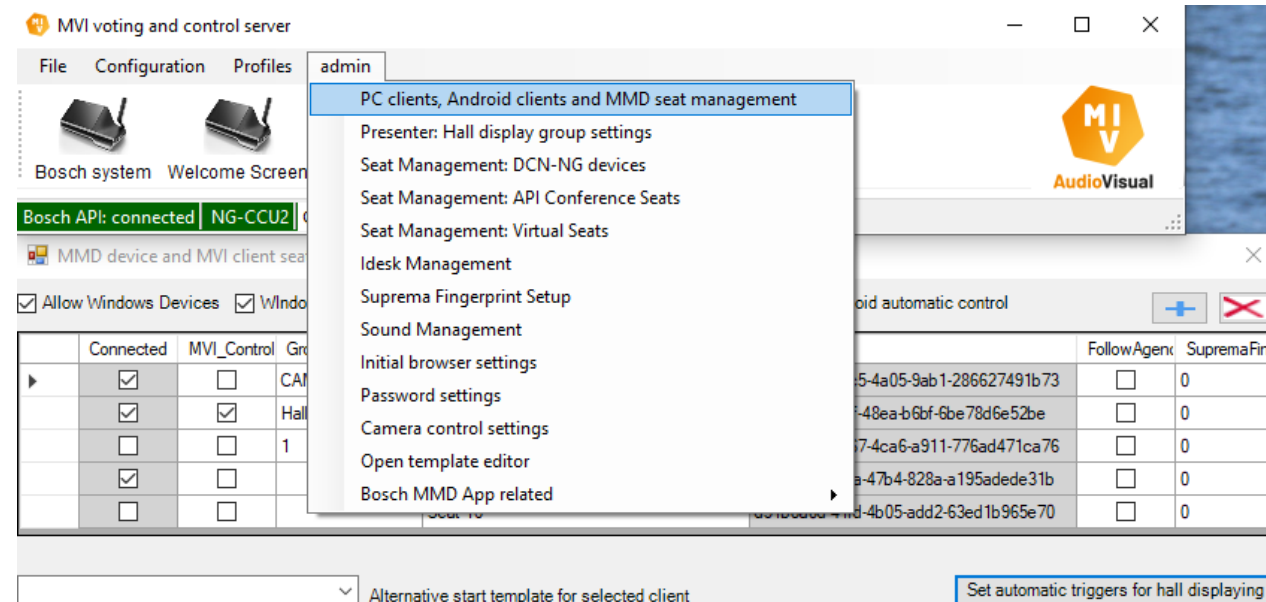 MVI voting and control server
File Configuration Profiles admin
PC clients, Android clients and MMD seat management
Presenter: Hall display group settings
Seat Management: DCN-NG devices
Seat Management: API Conference Seats
Seat Management: Virtual Seats
Idesk Management
Suprema Fingerprint Setup
Sound Management
Initial browser settings
Password settings
Camera control settings
Open template editor
Bosch MMD App related
Bosch system Welcome Screen
MIV
AudioVisual
Bosch API: connected NG-CCU2
MMD device and MVI client
Allow Windows Devices automatic control
Connected MVI_Control FollowAgenc SupremaFin
5-4a05-9ab1-286627491b73 0
Hall -48ea-b6bf-6be78d6e52be 0
1 7-4ca6-a911-776ad471ca76 0
-47b4-828a-a195adede31b 0
-4b05-add2-63ed1b965e70 0
Alternative start template for selected client
Set automatic triggers for hall displaying